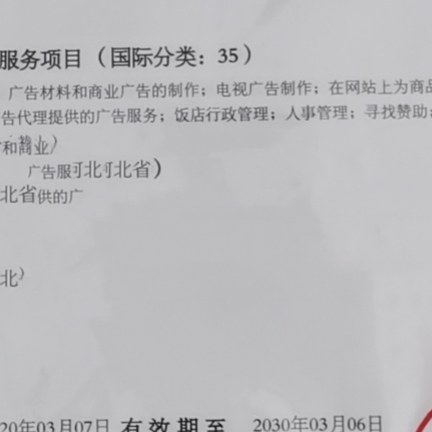 服务项目（国际分类：35）
广告材料和商业广告的制作；电视广告制作；在网站上为商品
告代理提供的广告服务；饭店行政管理；人事管理；寻找赞助；
和商业）
广告服可北可北省）
北省供的广
北）
20年03月07日 有效期至 2030年03月06日